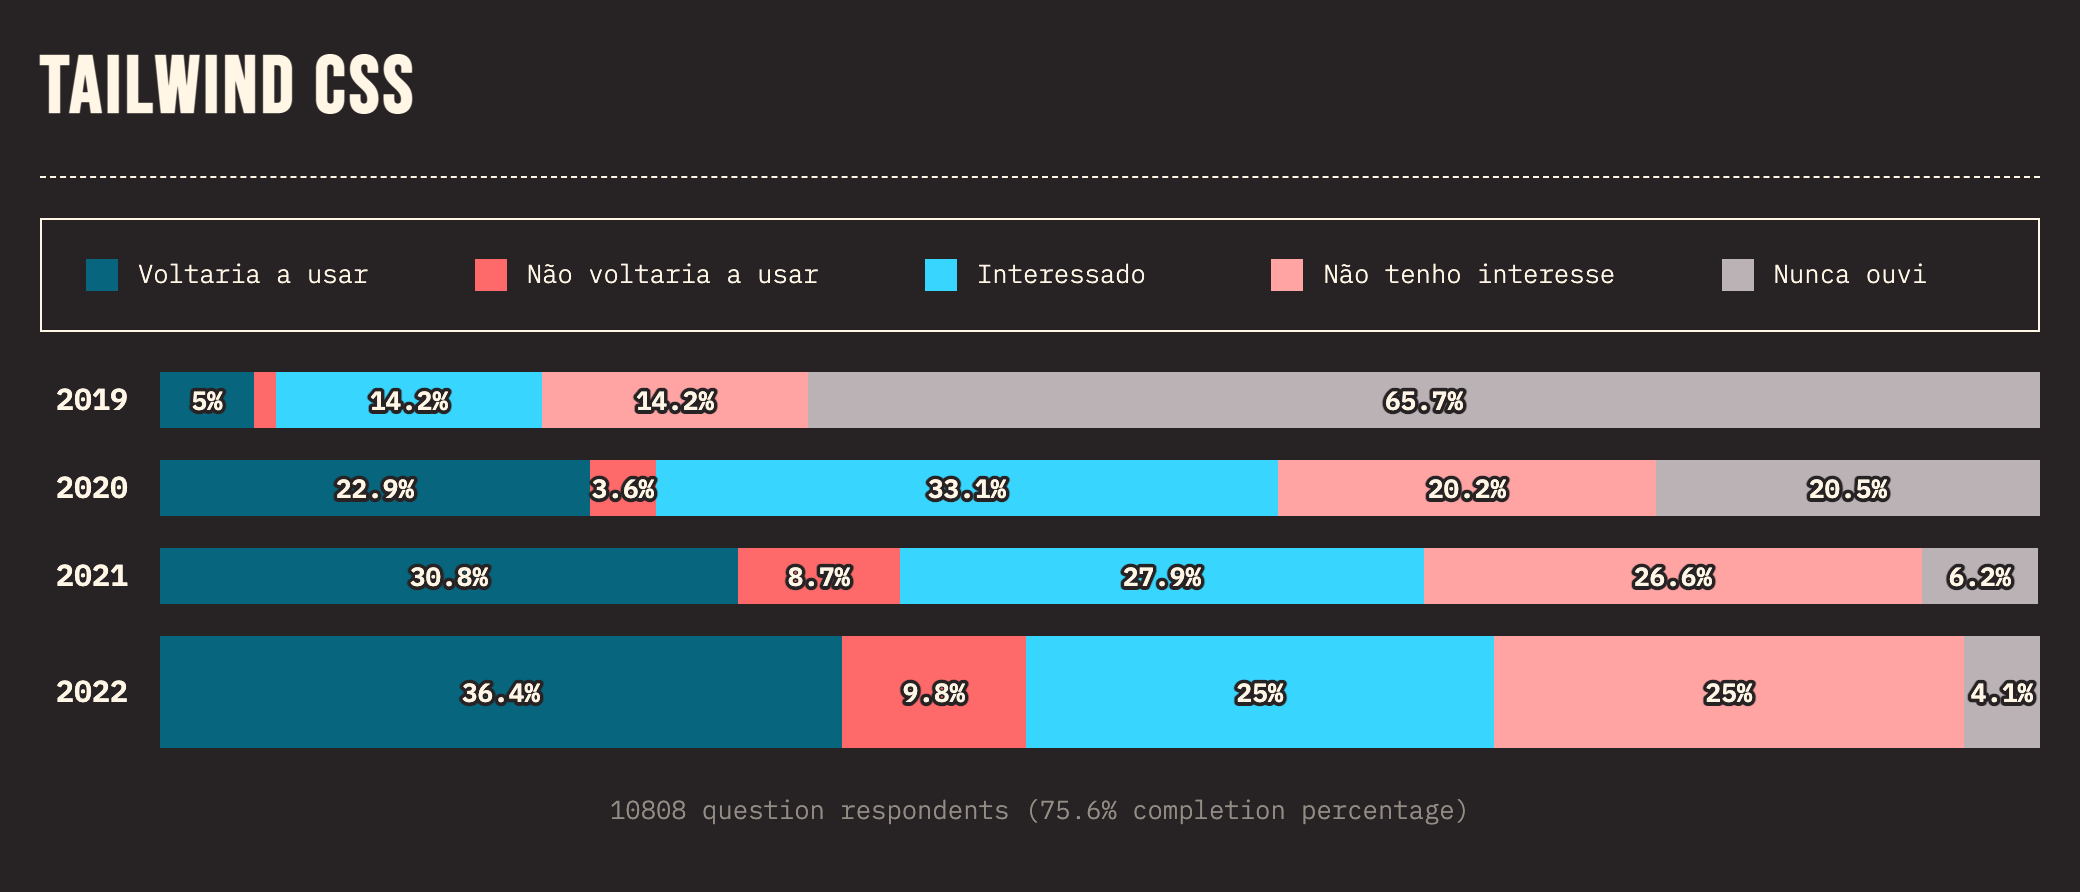 TAILWIND CSS
Voltaria a usar Não voltaria a usar Interessado Não tenho interesse Nunca ouvi
2019 5% 14.2% 14.2% 65.7%
2020 22.9% 3.6% 33.1% 20.2% 20.5%
2021 30.8% 8.7% 27.9% 26.6% 6.2%
2022 36.4% 9.8% 25% 25% 4.1%
10808 question respondents (75.6% completion percentage)